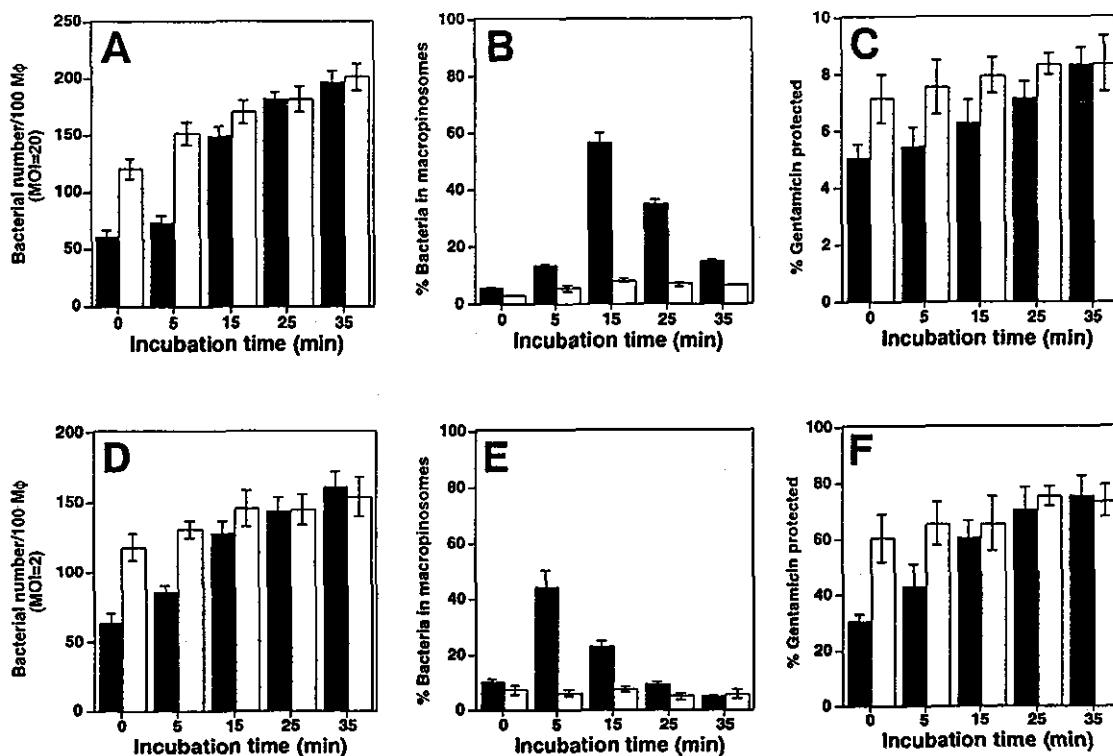 A
Bacterial number/100 Mφ
(MOI=20)
250
200
150
100
50
0
0 5 15 25 35
Incubation time (min)
B
% Bacteria in macropinosomes
100
80
60
40
20
0
0 5 15 25 35
Incubation time (min)
C
% Gentamicin protected
10
8
6
4
2
0
0 5 15 25 35
Incubation time (min)
D
Bacterial number/100 Mφ
(MOI=2)
200
150
100
50
0
0 5 15 25 35
Incubation time (min)
E
% Bacteria in macropinosomes
100
80
60
40
20
0
0 5 15 25 35
Incubation time (min)
F
% Gentamicin protected
100
80
60
40
20
0
0 5 15 25 35
Incubation time (min)